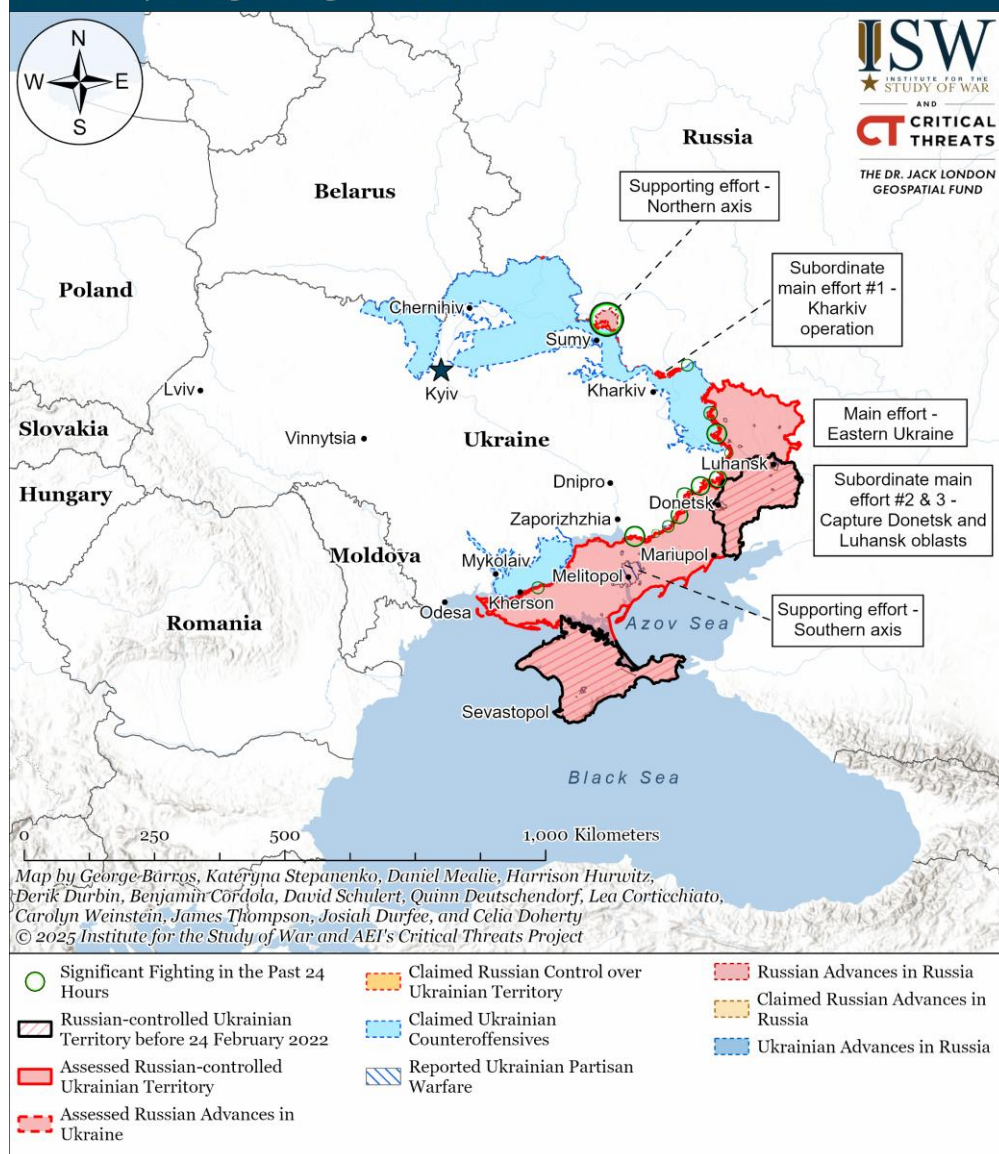 N
W
E
S
ISW
INSTITUTE FOR THE
STUDY OF WAR
AND
CT CRITICAL
THREATS
THE DR. JACK LONDON
GEOSPATIAL FUND
Russia
Supporting effort -
Northern axis
Belarus
Subordinate
main effort #1 -
Kharkiv
operation
Poland
Chernihiv
Sumy
Kyiv
Kharkiv
Lviv
Main effort -
Eastern Ukraine
Slovakia
Vinnytsia
Ukraine
Luhansk
Hungary
Dnipro
Donetsk
Subordinate main
effort #2 & 3 -
Capture Donetsk and
Luhansk oblasts
Zaporizhzhia
Moldova
Mykolaiv
Mariupol
Melitopol
Kherson
Odesa
Romania
Azov Sea
Supporting effort -
Southern axis
Sevastopol
Black Sea
0
250
500
1,000 Kilometers
Map by George Barros, Kateryna Stepanenko, Daniel Mealie, Harrison Hurwitz,
Derik Durbin, Benjamin Cordola, David Schulert, Quinn Deutschendorf, Lea Corticchiato,
Carolyn Weinstein, James Thompson, Josiah Durfee, and Celia Doherty
© 2025 Institute for the Study of War and AEI's Critical Threats Project
Significant Fighting in the Past 24
Hours
Russian-controlled Ukrainian
Territory before 24 February 2022
Assessed Russian-controlled
Ukrainian Territory
Assessed Russian Advances in
Ukraine
Claimed Russian Control over
Ukrainian Territory
Claimed Ukrainian
Counteroffensives
Reported Ukrainian Partisan
Warfare
Russian Advances in Russia
Claimed Russian Advances in
Russia
Ukrainian Advances in Russia